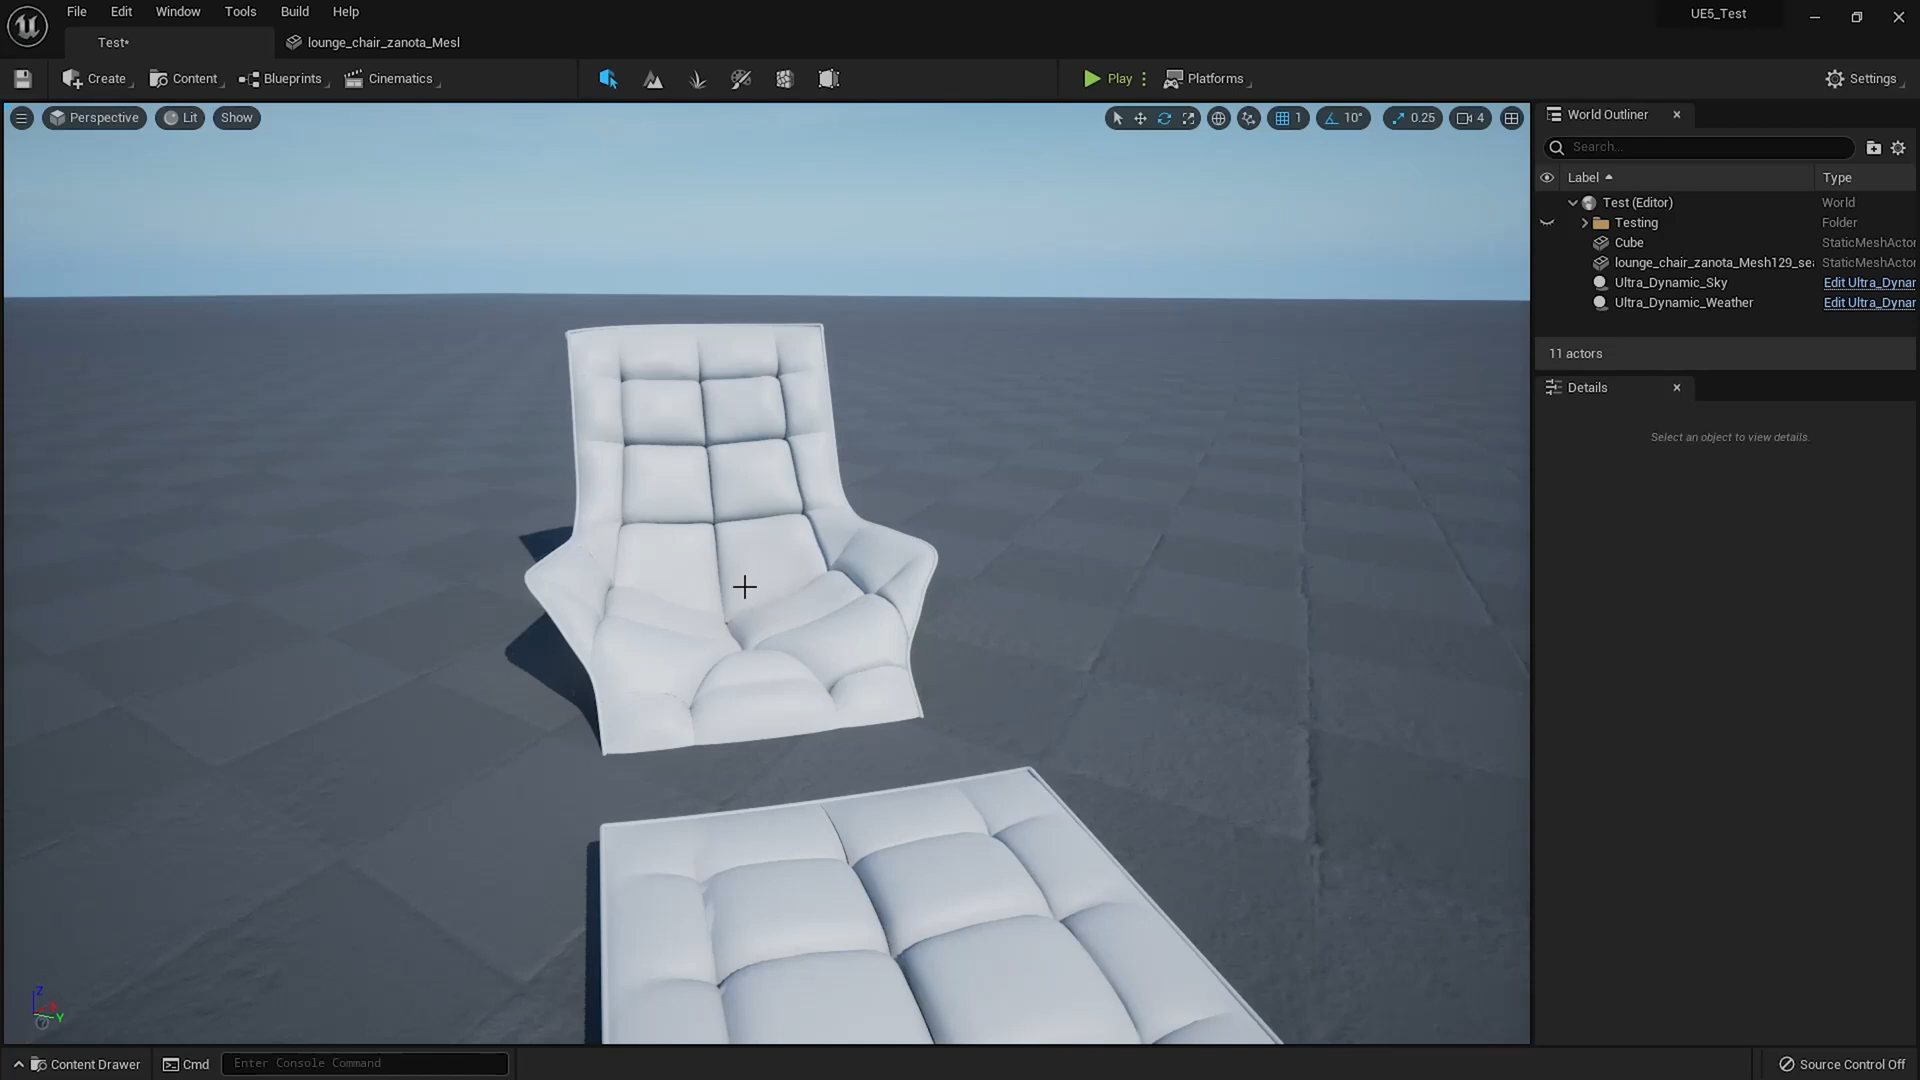 File Edit Window Tools Build Help
UE5_Test
Test*
lounge_chair_zanota_Mesl
Create
Content
Blueprints
Cinematics
Play
Platforms
Settings
Perspective
Lit
Show
1
10°
0.25
4
World Outliner
Search...
Label
Type
Test (Editor)
World
Testing
Folder
Cube
StaticMeshActor
lounge_chair_zanota_Mesh129_sea
StaticMeshActor
Ultra_Dynamic_Sky
Edit Ultra_Dynar
Ultra_Dynamic_Weather
Edit Ultra_Dynar
11 actors
Details
Select an object to view details.
Z
X
Y
Content Drawer
Cmd
Enter Console Command
Source Control Off